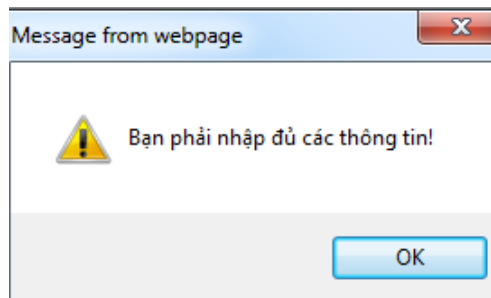 Message from webpage
Bạn phải nhập đủ các thông tin!
OK